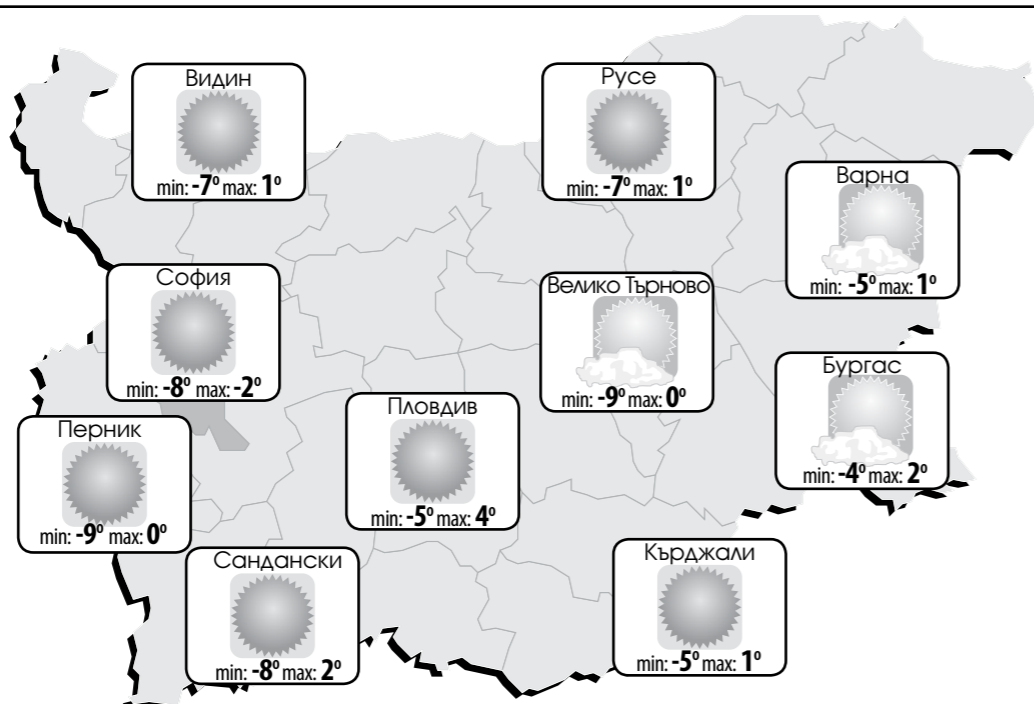 Видин
min: -7° max: 1°
Русе
min: -7° max: 1°
Варна
min: -5° max: 1°
София
min: -8° max: -2°
Велико Търново
min: -9° max: 0°
Бургас
min: -4° max: 2°
Пловдив
min: -5° max: 4°
Перник
min: -9° max: 0°
Сандански
min: -8° max: 2°
Кърджали
min: -5° max: 1°